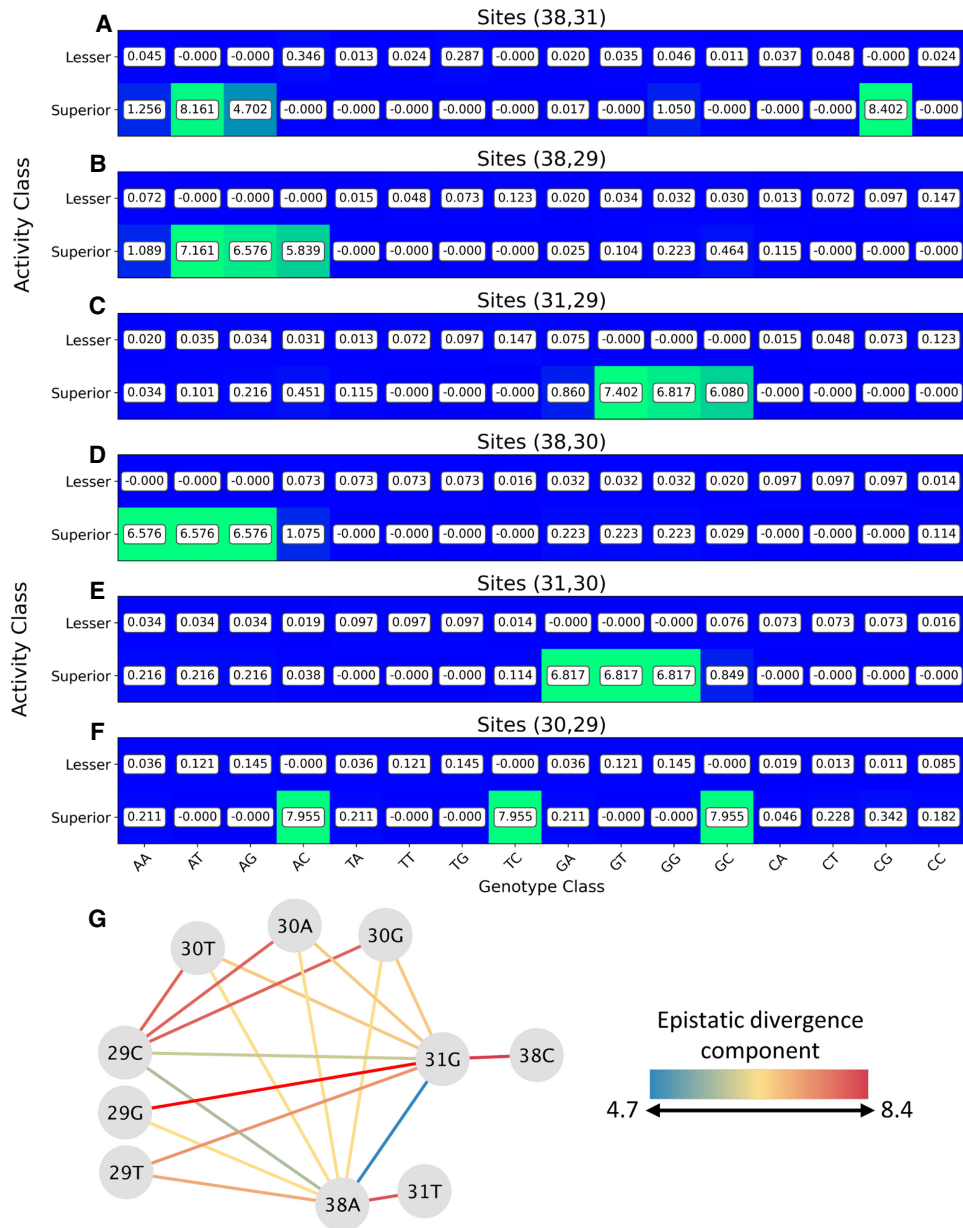 A
Sites (38,31)
Lesser 0.045 -0.000 -0.000 0.346 0.013 0.024 0.287 -0.000 0.020 0.035 0.046 0.011 0.037 0.048 -0.000 0.024
Superior 1.256 8.161 4.702 -0.000 -0.000 -0.000 -0.000 -0.000 0.017 -0.000 1.050 -0.000 -0.000 -0.000 8.402 -0.000
B
Sites (38,29)
Lesser 0.072 -0.000 -0.000 -0.000 0.015 0.048 0.073 0.123 0.020 0.034 0.032 0.030 0.013 0.072 0.097 0.147
Superior 1.089 7.161 6.576 5.839 -0.000 -0.000 -0.000 -0.000 0.025 0.104 0.223 0.464 0.115 -0.000 -0.000 -0.000
Activity Class
C
Sites (31,29)
Lesser 0.020 0.035 0.034 0.031 0.013 0.072 0.097 0.147 0.075 -0.000 -0.000 -0.000 0.015 0.048 0.073 0.123
Superior 0.034 0.101 0.216 0.451 0.115 -0.000 -0.000 -0.000 0.860 7.402 6.817 6.080 -0.000 -0.000 -0.000 -0.000
D
Sites (38,30)
Lesser -0.000 -0.000 -0.000 0.073 0.073 0.073 0.073 0.016 0.032 0.032 0.032 0.020 0.097 0.097 0.097 0.014
Superior 6.576 6.576 6.576 1.075 -0.000 -0.000 -0.000 -0.000 0.223 0.223 0.223 0.029 -0.000 -0.000 -0.000 0.114
Activity Class
E
Sites (31,30)
Lesser 0.034 0.034 0.034 0.019 0.097 0.097 0.097 0.014 -0.000 -0.000 -0.000 0.076 0.073 0.073 0.073 0.016
Superior 0.216 0.216 0.216 0.038 -0.000 -0.000 -0.000 0.114 6.817 6.817 6.817 0.849 -0.000 -0.000 -0.000 -0.000
F
Sites (30,29)
Lesser 0.036 0.121 0.145 -0.000 0.036 0.121 0.145 -0.000 0.036 0.121 0.145 -0.000 0.019 0.013 0.011 0.085
Superior 0.211 -0.000 -0.000 7.955 0.211 -0.000 -0.000 7.955 0.211 -0.000 -0.000 7.955 0.046 0.228 0.342 0.182
AA AT AG AC TA TT TG TC GA GT GG GC CA CT CG CC
Genotype Class
G
30T 30A 30G
29C 31G 38C
29G
29T 38A 31T
Epistatic divergence
component
4.7 8.4